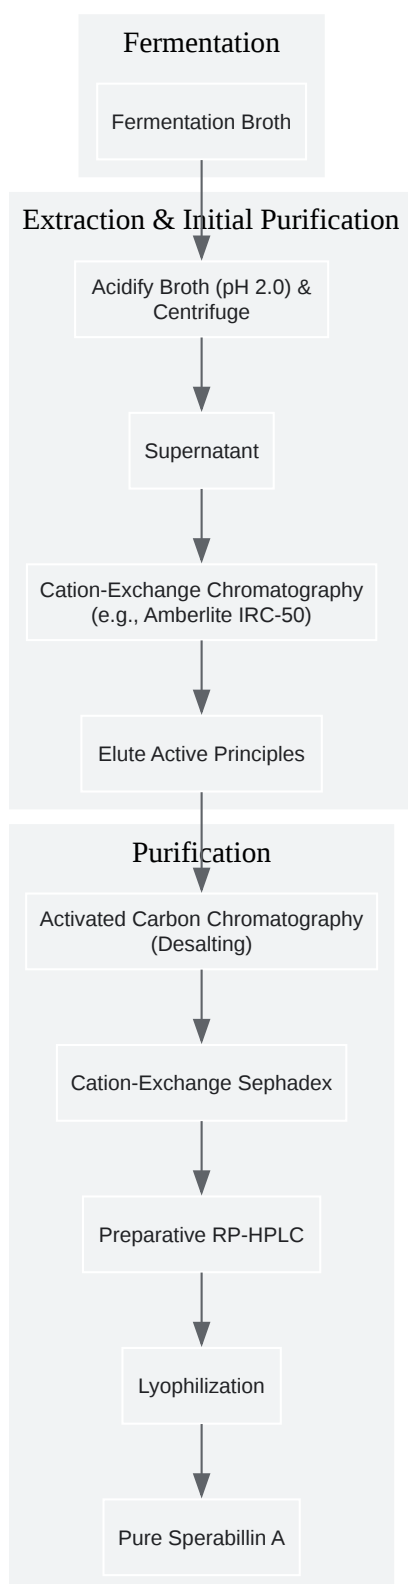 Fermentation
Fermentation Broth
Extraction & Initial Purification
Acidify Broth (pH 2.0) &
Centrifuge
Supernatant
Cation-Exchange Chromatography
(e.g., Amberlite IRC-50)
Elute Active Principles
Purification
Activated Carbon Chromatography
(Desalting)
Cation-Exchange Sephadex
Preparative RP-HPLC
Lyophilization
Pure Sperabillin A